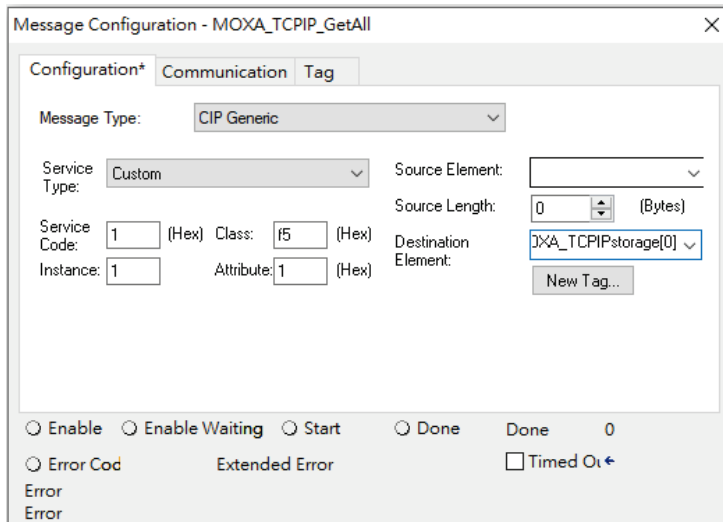 Message Configuration - MOXA_TCPIP_GetAll
Configuration* Communication Tag
Message Type: CIP Generic
Service Type: Custom
Source Element:
Source Length: 0 (Bytes)
Service Code: 1 (Hex) Class: f5 (Hex)
Destination Element: OXA_TCPIPstorage[0]
Instance: 1 Attribute: 1 (Hex)
New Tag...
Enable Enable Waiting Start Done Done 0
Error Cod Extended Error Timed Ou
Error
Error